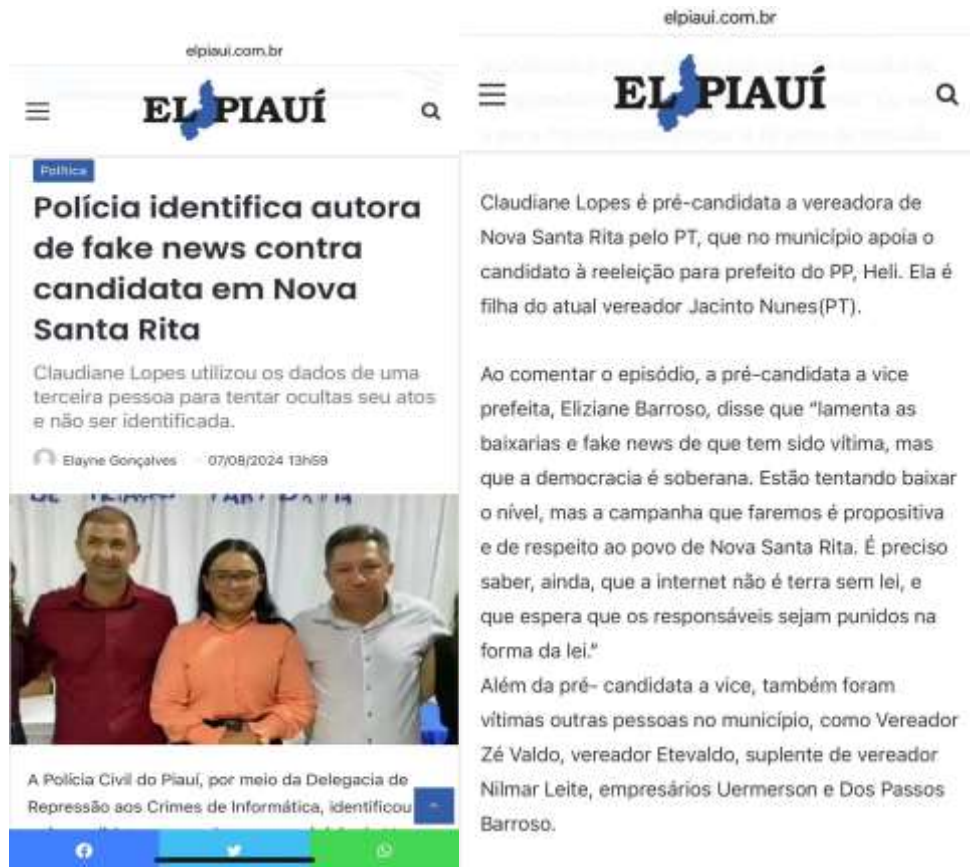 elpiaui.com.br
EL PIAUÍ
Política
Polícia identifica autora
de fake news contra
candidata em Nova
Santa Rita
Claudiane Lopes utilizou os dados de uma
terceira pessoa para tentar ocultas seu atos
e não ser identificada.
Elayne Gonçalves 07/08/2024 13h59
A Polícia Civil do Piauí, por meio da Delegacia de
Repressão aos Crimes de Informática, identificou
elpiaui.com.br
EL PIAUÍ
Claudiane Lopes é pré-candidata a vereadora de
Nova Santa Rita pelo PT, que no município apoia o
candidato à reeleição para prefeito do PP, Heli. Ela é
filha do atual vereador Jacinto Nunes(PT).
Ao comentar o episódio, a pré-candidata a vice
prefeita, Eliziane Barroso, disse que “lamenta as
baixarias e fake news de que tem sido vítima, mas
que a democracia é soberana. Estão tentando baixar
o nível, mas a campanha que faremos é propositiva
e de respeito ao povo de Nova Santa Rita. É preciso
saber, ainda, que a internet não é terra sem lei, e
que espera que os responsáveis sejam punidos na
forma da lei.”
Além da pré- candidata a vice, também foram
vítimas outras pessoas no município, como Vereador
Zé Valdo, vereador Etevaldo, suplente de vereador
Nilmar Leite, empresários Uermerson e Dos Passos
Barroso.